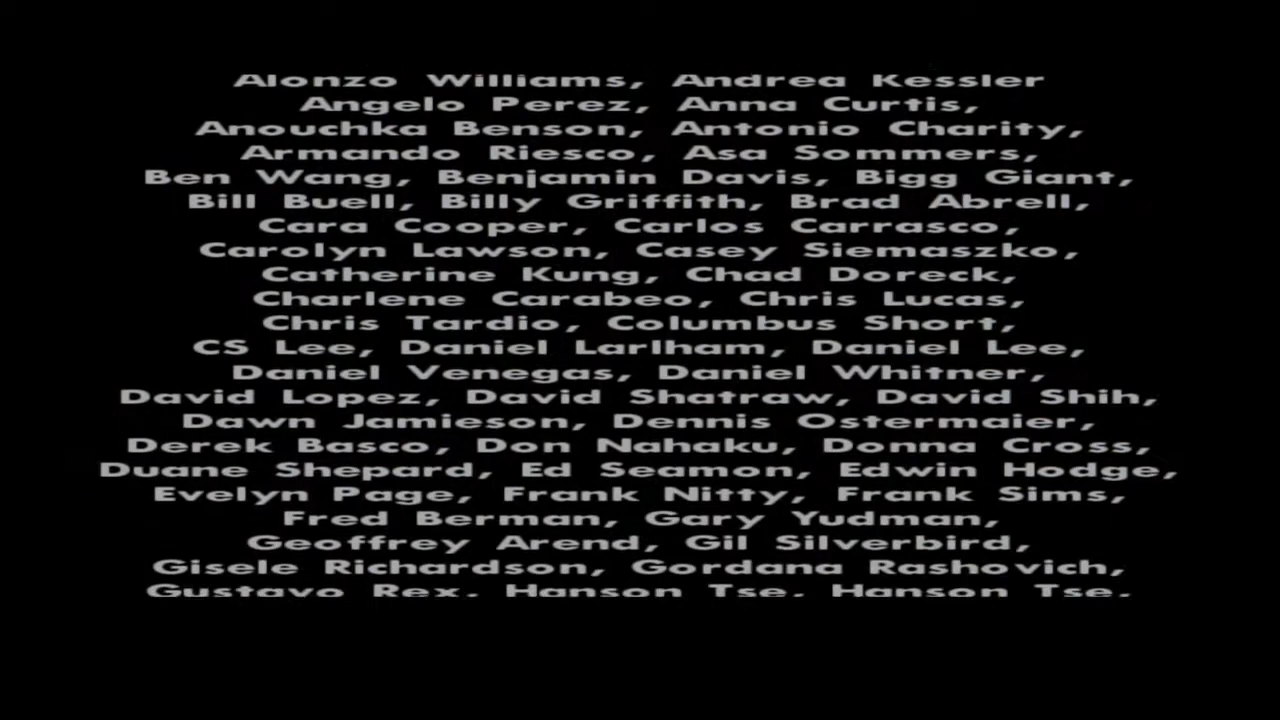 Alonzo Williams, Andrea Kessler
Angelo Perez, Anna Curtis,
Anouchka Benson, Antonio Charity,
Armando Riesco, Asa Sommers,
Ben Wang, Benjamin Davis, Bigg Giant,
Bill Buell, Billy Griffith, Brad Abrell,
Cara Cooper, Carlos Carrasco,
Carolyn Lawson, Casey Siemaszko,
Catherine Kung, Chad Doreck,
Charlene Carabeo, Chris Lucas,
Chris Tardio, Columbus Short,
CS Lee, Daniel Larlham, Daniel Lee,
Daniel Venegas, Daniel Whitner,
David Lopez, David Shatraw, David Shih,
Dawn Jamieson, Dennis Ostermaier,
Derek Basco, Don Nahaku, Donna Cross,
Duane Shepard, Ed Seamon, Edwin Hodge,
Evelyn Page, Frank Nitty, Frank Sims,
Fred Berman, Gary Yudman,
Geoffrey Arend, Gil Silverbird,
Gisele Richardson, Gordana Rashovich,
Gustavo Rex, Hanson Tse, Hanson Tse,